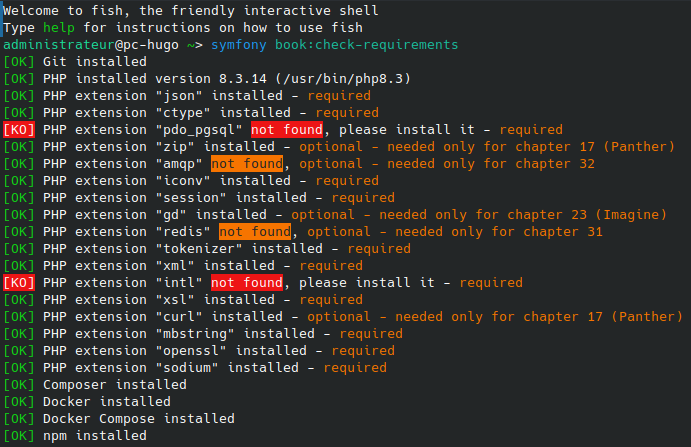 Welcome to fish, the friendly interactive shell
Type help for instructions on how to use fish
administrateur@pc-hugo ~> symfony book:check-requirements
[OK] Git installed
[OK] PHP installed version 8.3.14 (/usr/bin/php8.3)
[OK] PHP extension "json" installed - required
[OK] PHP extension "ctype" installed - required
[KO] PHP extension "pdo_pgsql" not found, please install it - required
[OK] PHP extension "zip" installed - optional - needed only for chapter 17 (Panther)
[OK] PHP extension "amqp" not found, optional - needed only for chapter 32
[OK] PHP extension "iconv" installed - required
[OK] PHP extension "session" installed - required
[OK] PHP extension "gd" installed - optional - needed only for chapter 23 (Imagine)
[OK] PHP extension "redis" not found, optional - needed only for chapter 31
[OK] PHP extension "tokenizer" installed - required
[OK] PHP extension "xml" installed - required
[KO] PHP extension "intl" not found, please install it - required
[OK] PHP extension "xsl" installed - required
[OK] PHP extension "curl" installed - optional - needed only for chapter 17 (Panther)
[OK] PHP extension "mbstring" installed - required
[OK] PHP extension "openssl" installed - required
[OK] PHP extension "sodium" installed - required
[OK] Composer installed
[OK] Docker installed
[OK] Docker Compose installed
[OK] npm installed